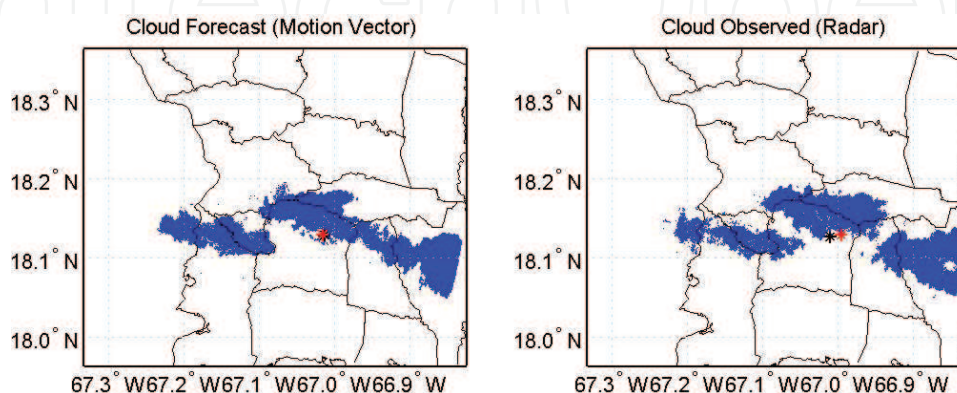 Cloud Forecast (Motion Vector)
18.3° N
18.2° N
18.1° N
18.0° N
67.3° W67.2° W67.1° W67.0° W66.9° W
Cloud Observed (Radar)
18.3° N
18.2° N
18.1° N
18.0° N
67.3° W67.2° W67.1° W67.0° W66.9° W